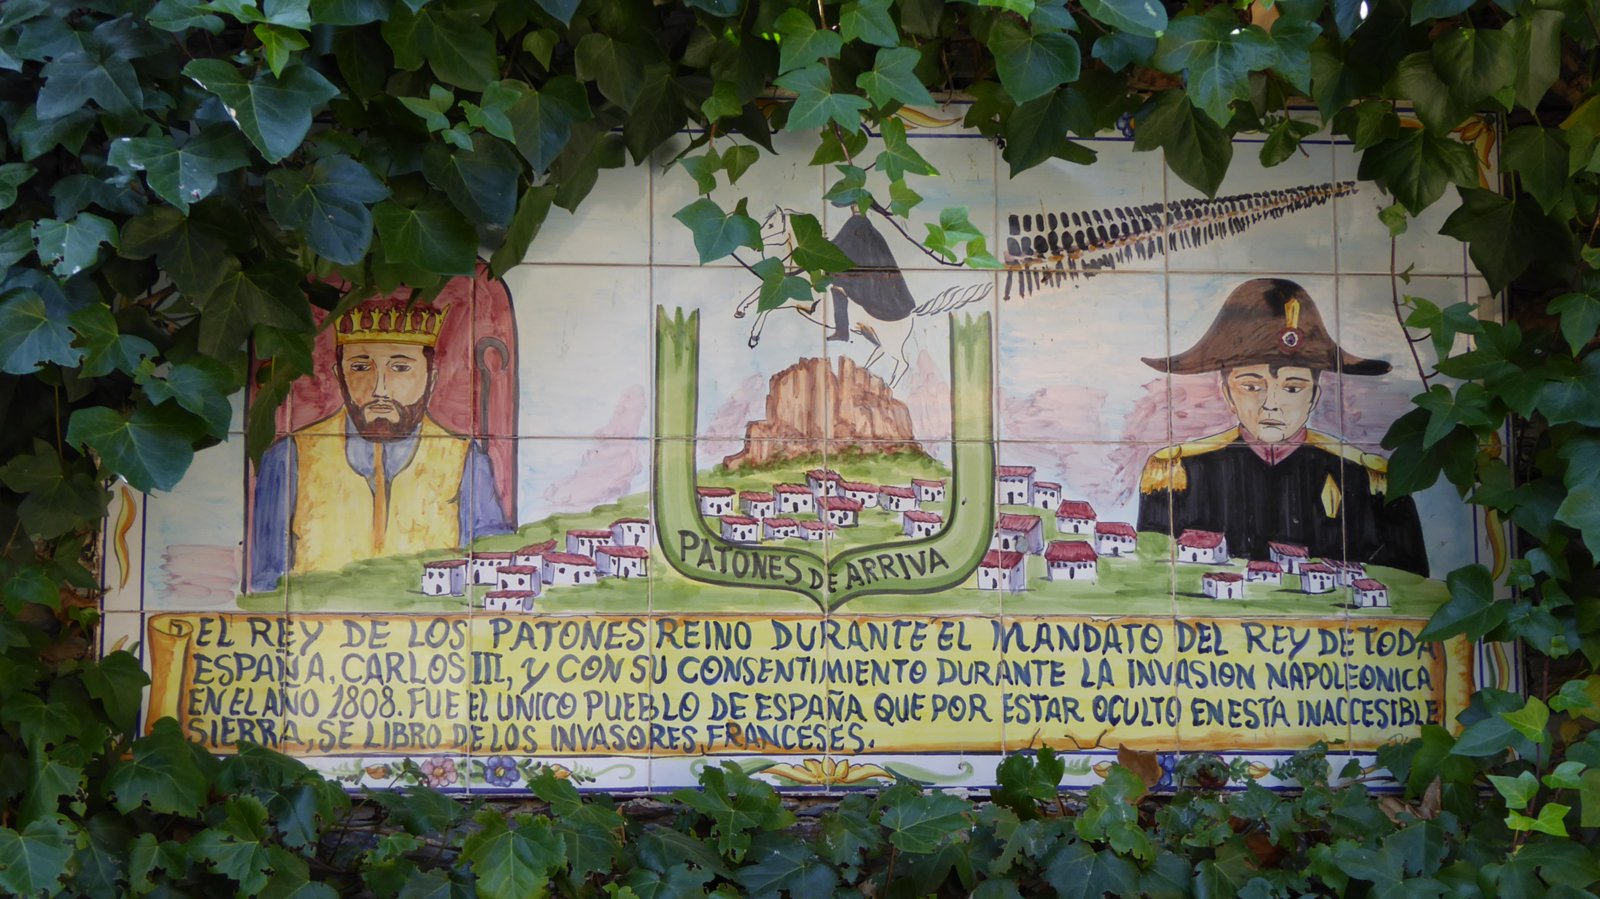 PATONES DE ARRIVA
EL REY DE LOS PATONES REINO DURANTE EL MANDATO DEL REY DE TODA
ESPAÑA, CARLOS III, Y CON SU CONSENTIMIENTO DURANTE LA INVASION NAPOLEONICA
EN EL AÑO 1808. FUE EL UNICO PUEBLO DE ESPAÑA QUE POR ESTAR OCULTO EN ESTA INACCESIBLE
SIERRA, SE LIBRO DE LOS INVASORES FRANCESES.